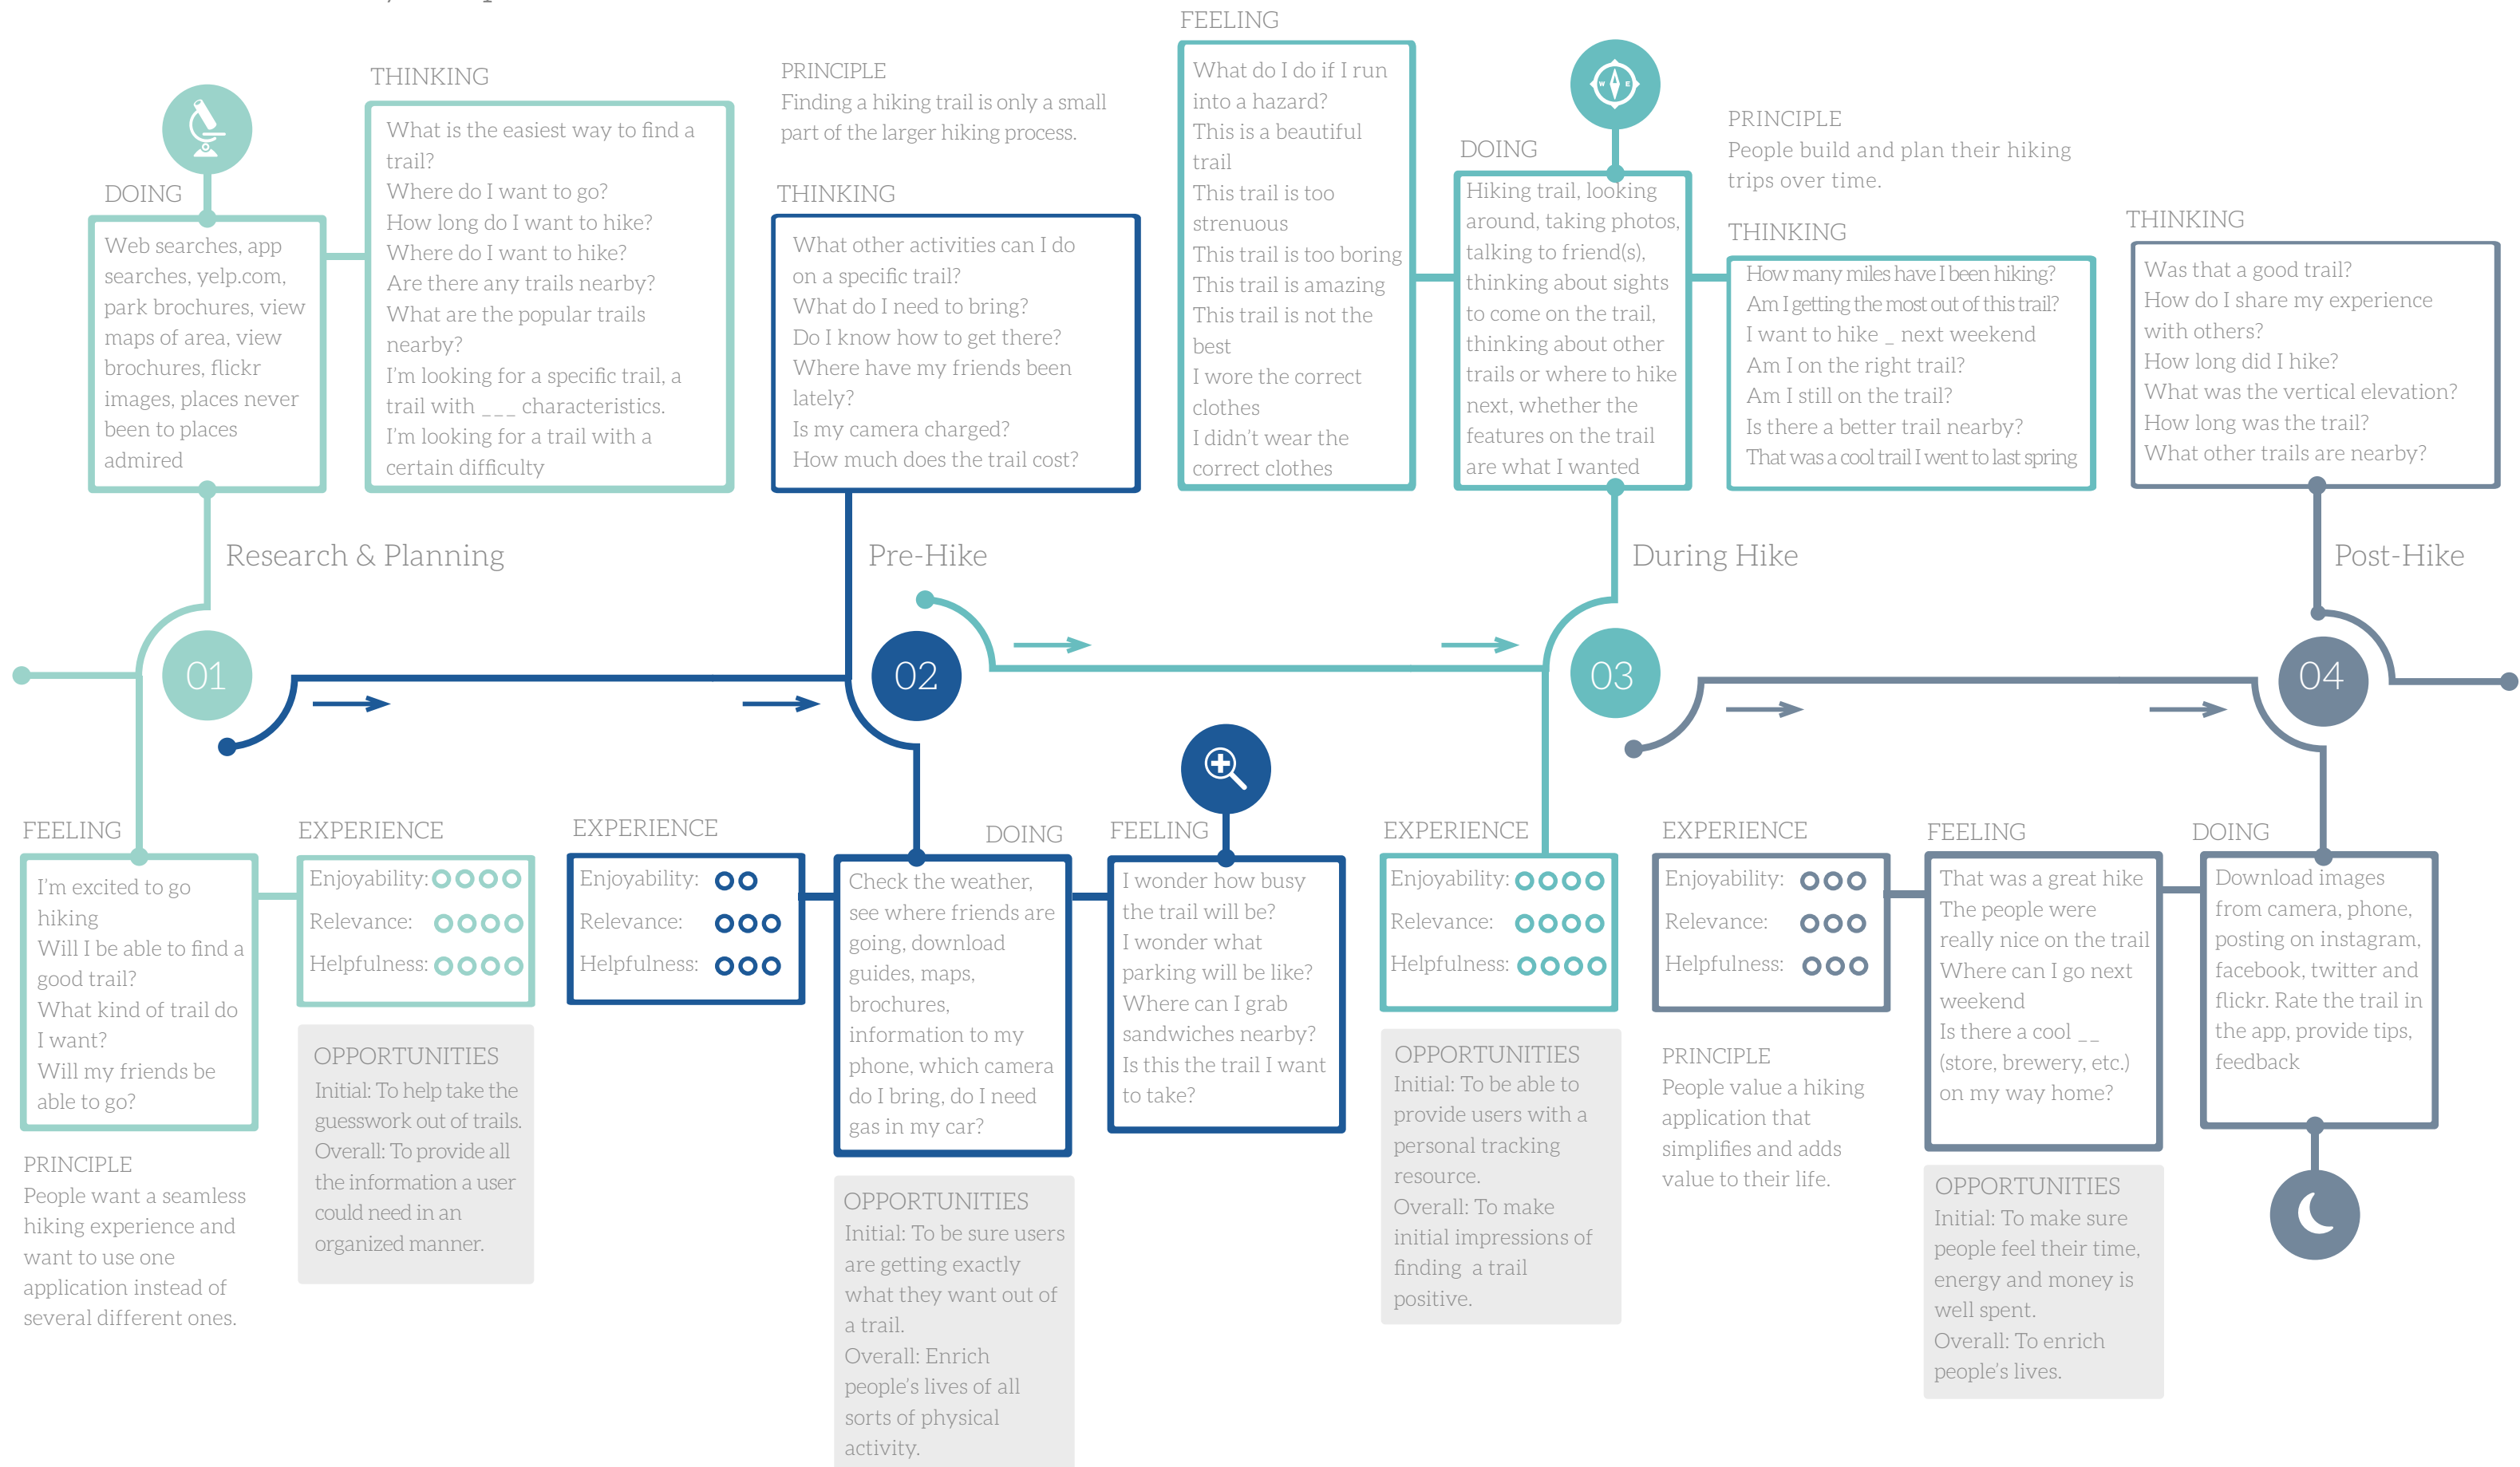 DOING
Web searches, app
searches, yelp.com,
park brochures, view
maps of area, view
brochures, flickr
images, places never
been to places
admired
THINKING
What is the easiest way to find a
trail?
Where do I want to go?
How long do I want to hike?
Where do I want to hike?
Are there any trails nearby?
What are the popular trails
nearby?
I'm looking for a specific trail, a
trail with ___ characteristics.
I'm looking for a trail with a
certain difficulty
Research & Planning
01
FEELING
I'm excited to go
hiking
Will I be able to find a
good trail?
What kind of trail do
I want?
Will my friends be
able to go?
PRINCIPLE
People want a seamless
hiking experience and
want to use one
application instead of
several different ones.
EXPERIENCE
Enjoyability:
Relevance:
Helpfulness:
OPPORTUNITIES
Initial: To help take the
guesswork out of trails.
Overall: To provide all
the information a user
could need in an
organized manner.
PRINCIPLE
Finding a hiking trail is only a small
part of the larger hiking process.
THINKING
What other activities can I do
on a specific trail?
What do I need to bring?
Do I know how to get there?
Where have my friends been
lately?
Is my camera charged?
How much does the trail cost?
Pre-Hike
02
EXPERIENCE
Enjoyability:
Relevance:
Helpfulness:
DOING
Check the weather,
see where friends are
going, download
guides, maps,
brochures,
information to my
phone, which camera
do I bring, do I need
gas in my car?
OPPORTUNITIES
Initial: To be sure users
are getting exactly
what they want out of
a trail.
Overall: Enrich
people's lives of all
sorts of physical
activity.
FEELING
I wonder how busy
the trail will be?
I wonder what
parking will be like?
Where can I grab
sandwiches nearby?
Is this the trail I want
to take?
FEELING
What do I do if I run
into a hazard?
This is a beautiful
trail
This trail is too
strenuous
This trail is too boring
This trail is amazing
This trail is not the
best
I wore the correct
clothes
I didn't wear the
correct clothes
W E
DOING
Hiking trail, looking
around, taking photos,
talking to friend(s),
thinking about sights
to come on the trail,
thinking about other
trails or where to hike
next, whether the
features on the trail
are what I wanted
PRINCIPLE
People build and plan their hiking
trips over time.
THINKING
How many miles have I been hiking?
Am I getting the most out of this trail?
I want to hike _ next weekend
Am I on the right trail?
Am I still on the trail?
Is there a better trail nearby?
That was a cool trail I went to last spring
During Hike
03
EXPERIENCE
Enjoyability:
Relevance:
Helpfulness:
OPPORTUNITIES
Initial: To be able to
provide users with a
personal tracking
resource.
Overall: To make
initial impressions of
finding a trail
positive.
THINKING
Was that a good trail?
How do I share my experience
with others?
How long did I hike?
What was the vertical elevation?
How long was the trail?
What other trails are nearby?
Post-Hike
04
EXPERIENCE
Enjoyability:
Relevance:
Helpfulness:
PRINCIPLE
People value a hiking
application that
simplifies and adds
value to their life.
FEELING
That was a great hike
The people were
really nice on the trail
Where can I go next
weekend
Is there a cool __
(store, brewery, etc.)
on my way home?
OPPORTUNITIES
Initial: To make sure
people feel their time,
energy and money is
well spent.
Overall: To enrich
people's lives.
DOING
Download images
from camera, phone,
posting on instagram,
facebook, twitter and
flickr. Rate the trail in
the app, provide tips,
feedback